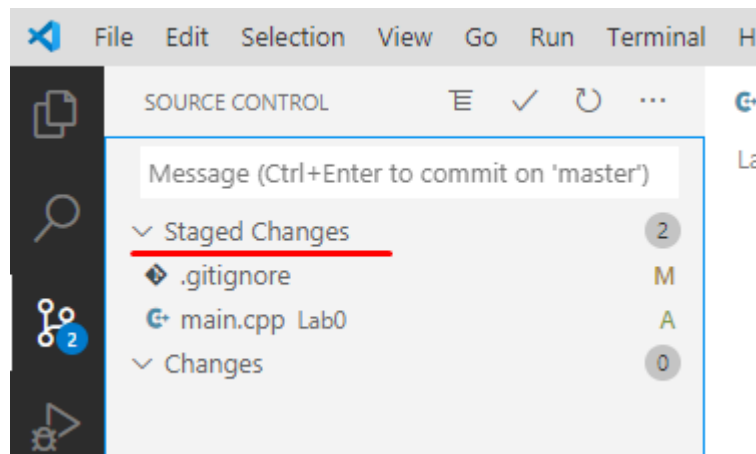 File Edit Selection View Go Run Terminal H
SOURCE CONTROL
Message (Ctrl+Enter to commit on 'master')
Staged Changes 2
.gitignore M
main.cpp Lab0 A
Changes 0
2
La